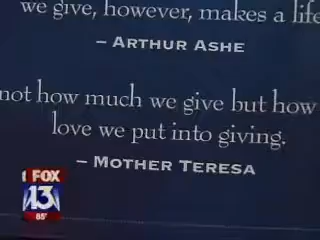 we give, however, makes a life
– ARTHUR ASHE
not how much we give but how
love we put into giving.
– MOTHER TERESA
FOX
13
85°